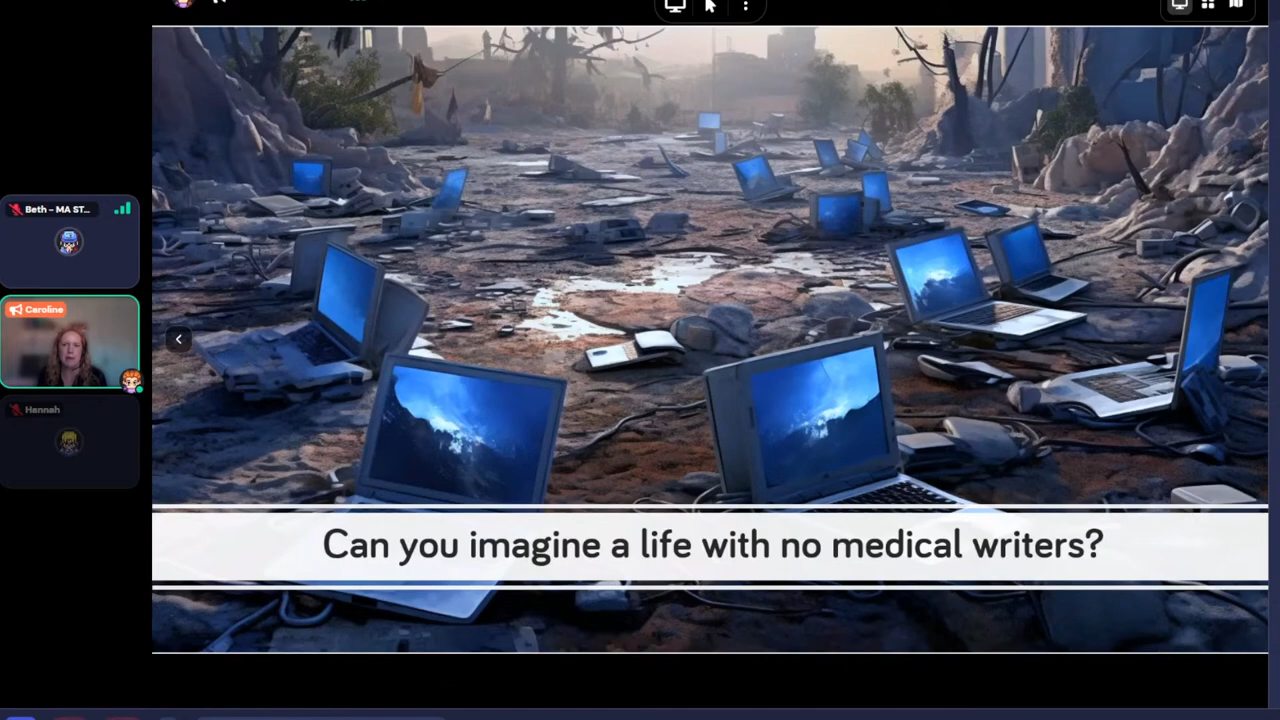 Beth - MA ST...
Caroline
Hannah
Can you imagine a life with no medical writers?